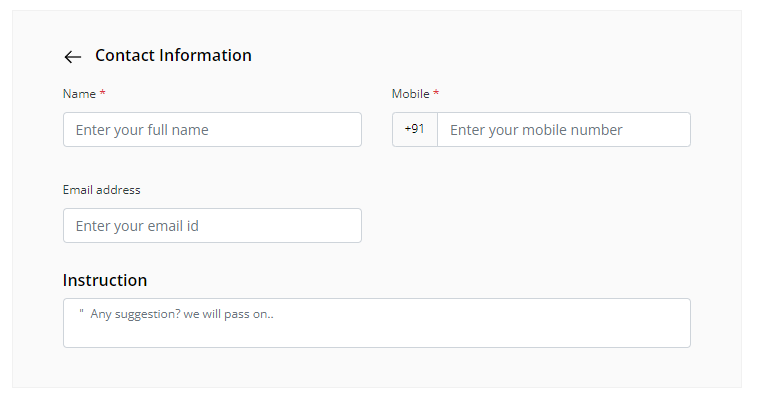 Contact Information
Name *
Mobile *
Enter your full name
+91
Enter your mobile number
Email address
Enter your email id
Instruction
" Any suggestion? we will pass on..